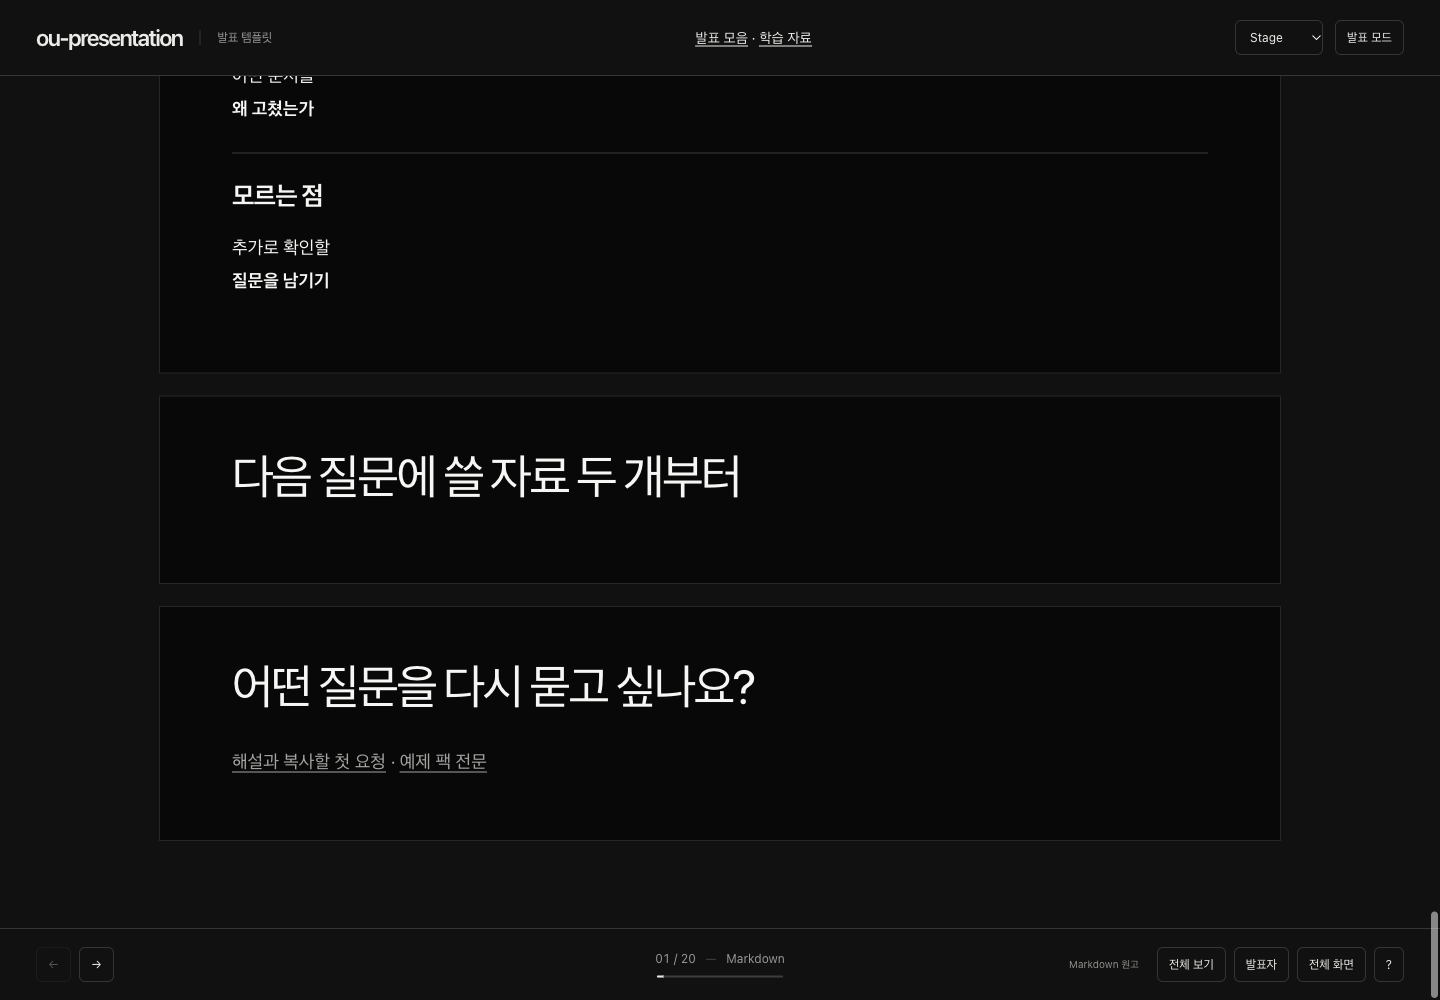 ou-presentation
발표 템플릿
발표 모음 · 학습 자료
Stage
발표 모드
왜 고쳤는가
모르는 점
추가로 확인할
질문을 남기기
다음 질문에 쓸 자료 두 개부터
어떤 질문을 다시 묻고 싶나요?
해설과 복사할 첫 요청 · 예제 팩 전문
← →
01 / 20 — Markdown
Markdown 원고
전체 보기
발표자
전체 화면
?